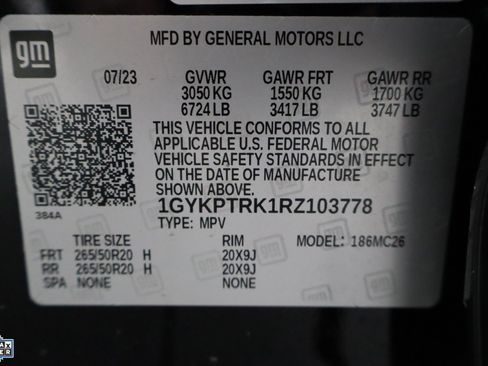 gm
MFD BY GENERAL MOTORS LLC
07/23 GVWR GAWR FRT GAWR RR
3050 KG 1550 KG 1700 KG
6724 LB 3417 LB 3747 LB
THIS VEHICLE CONFORMS TO ALL
APPLICABLE U.S. FEDERAL MOTOR
VEHICLE SAFETY STANDARDS IN EFFECT
ON THE DATE OF MANUFACTURE
SHOWN ABOVE.
384A
1GYKPTRK1RZ103778
TYPE: MPV
TIRE SIZE RIM MODEL: 186MC26
FRT 265/50R20 H 20X9J
RR 265/50R20 H 20X9J
SPA NONE NONE